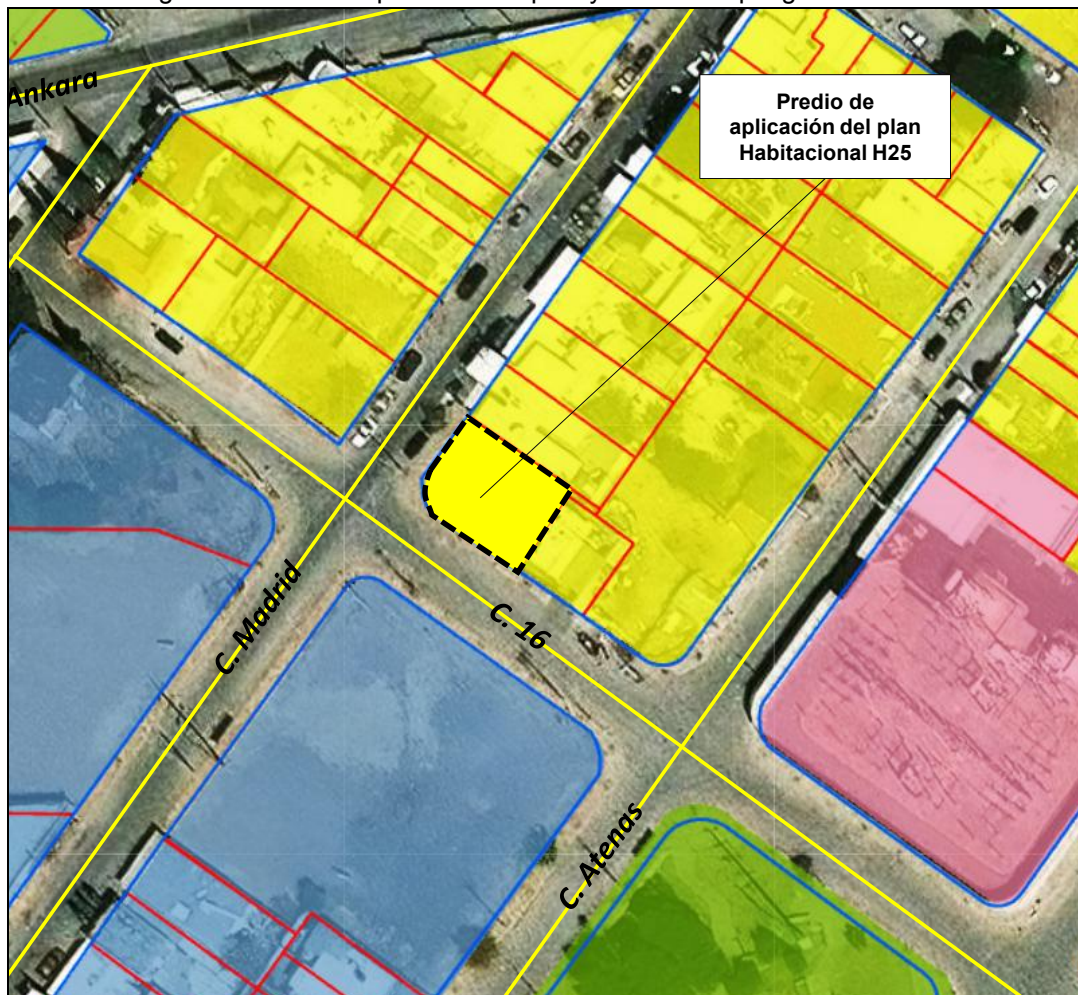 Ankara
Predio de
aplicación del plan
Habitacional H25
C. Madrid
C. 16
C. Atenas